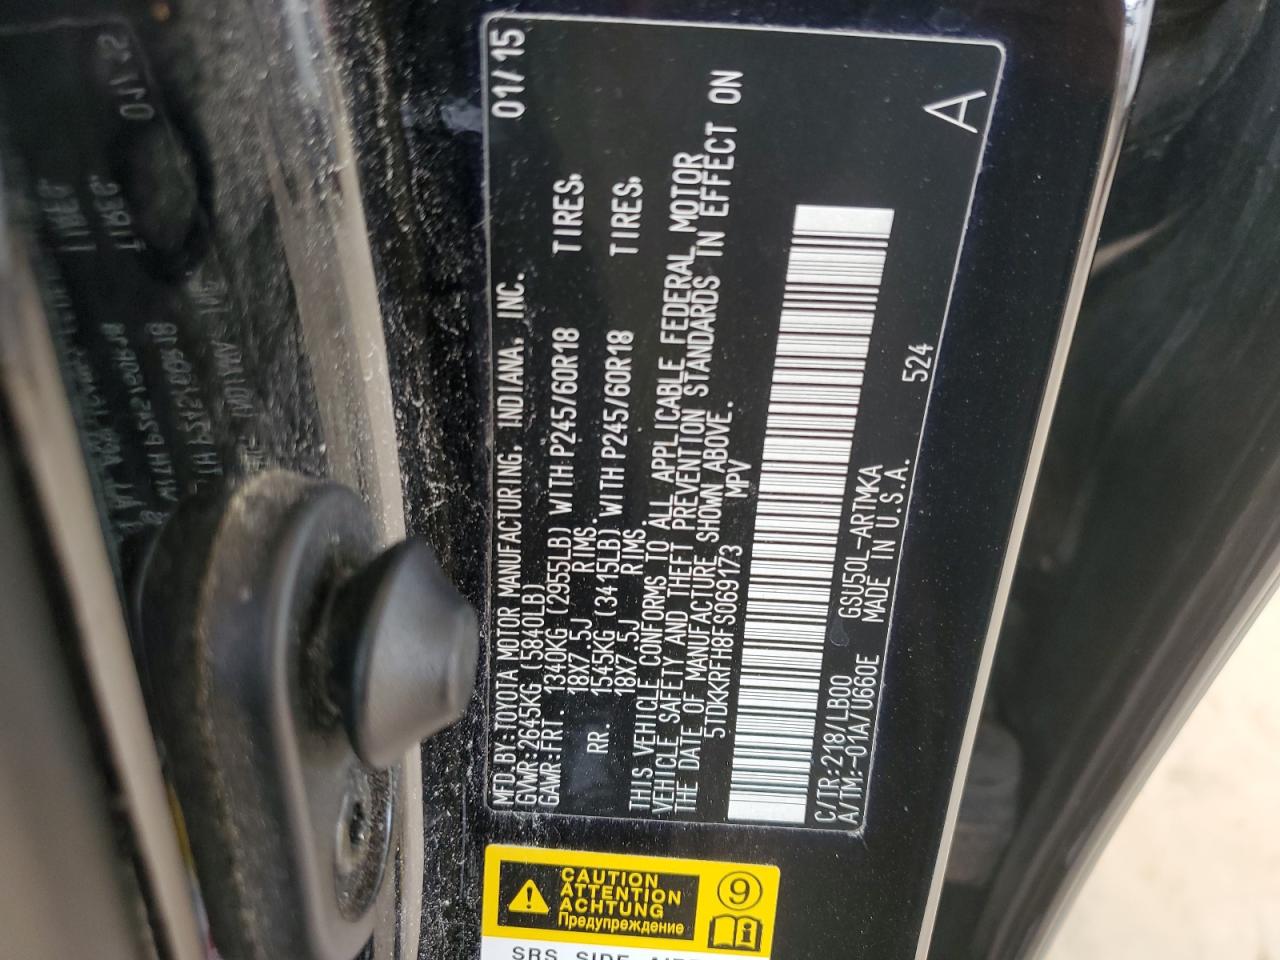 MFD.BY:TOYOTA MOTOR MANUFACTURING, INDIANA, INC. 01/15
GVWR:2645KG(5840LB)
GAWR:FRT. 1340KG(2955LB)WITH P245/60R18 TIRES,
18X7.5J RIMS.
RR. 1545KG(3415LB)WITH P245/60R18 TIRES,
18X7.5J RIMS.
THIS VEHICLE CONFORMS TO ALL APPLICABLE FEDERAL MOTOR
VEHICLE SAFETY AND THEFT PREVENTION STANDARDS IN EFFECT ON
THE DATE OF MANUFACTURE SHOWN ABOVE.
5TDKKRFH8FS069173 MPV
C/TR:218/LB00 GSU50L-ARTMKA
A/TM:-01A/U660E MADE IN U.S.A. 524
A
CAUTION
ATTENTION
ACHTUNG
Предупреждение
9
i
SRS SIDE